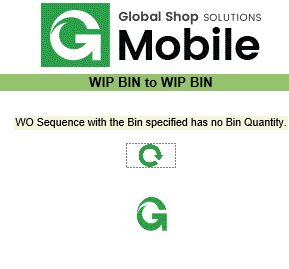 Global Shop SOLUTIONS
Mobile
WIP BIN to WIP BIN
WO Sequence with the Bin specified has no Bin Quantity.